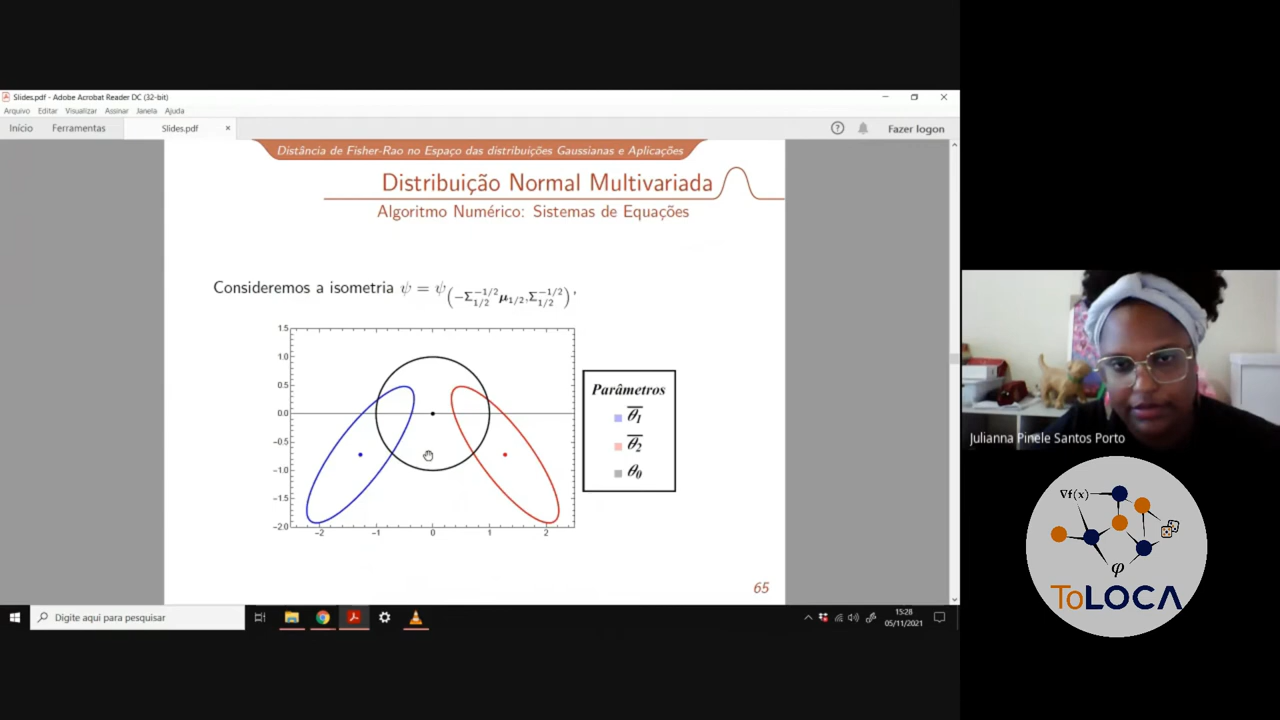 Slides.pdf - Adobe Acrobat Reader DC (32-bit)
Arquivo Editar Visualizar Assinar Janela Ajuda
Início Ferramentas Slides.pdf × Fazer logon
Distância de Fisher-Rao no Espaço das distribuições Gaussianas e Aplicações
Distribuição Normal Multivariada
Algoritmo Numérico: Sistemas de Equações
Consideremos a isometria ψ = ψ_(−Σ_{1/2}^{−1/2} μ_{1/2}, Σ_{1/2}^{−1/2}),
1.5
1.0
0.5
0.0
−0.5
−1.0
−1.5
−2.0
−2 −1 0 1 2
Parâmetros
θ̅₁
θ̅₂
θ₀
65
Digite aqui para pesquisar
15:28
05/11/2021
Julianna Pinele Santos Porto
∇f(x)
φ
ToLOCA